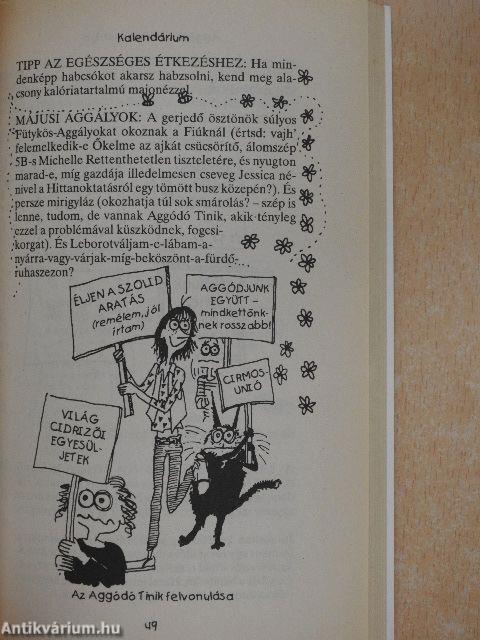 Kalendárium
TIPP AZ EGÉSZSÉGES ÉTKEZÉSHEZ: Ha min-
denképp habcsókot akarsz habzsolni, kend meg ala-
csony kalóriatartalmú majonézzel.
MÁJUSI AGGÁLYOK: A gerjedő ösztönök súlyos
Fütykös-Aggályokat okoznak a Fiúknál (értsd: vajh'
felemelkedik-e Őkelme az ajkát csücsörítő, álomszép
5B-s Michelle Rettenthetetlen tiszteletére, és nyugton
marad-e, míg gazdája illedelmesen cseveg Jessica né-
nivel a Hittanoktatásról egy tömött busz közepén?). És
persze mirigyláz (okozhatja túl sok smárolás? – szép is
lenne, tudom, de vannak Aggódó Tinik, akik tényleg
ezzel a problémával küszködnek, fogcsi-
korgat). És Leborotváljam-e-lábam-a-
nyárra-vagy-várjak-míg-beköszönt-a-fürdő-
ruhaszezon?
ÉLJEN A SZOLID
ARATÁS
(remélem, jól
írtam)
AGGÓDJUNK
EGYÜTT –
mindkettőnk-
nek rosszabb!
CIRMOS-
UNIÓ
VILÁG
CIDRIZŐI
EGYESÜL-
JETEK
Az Aggódó Tinik felvonulása
49
Antikvárium.hu